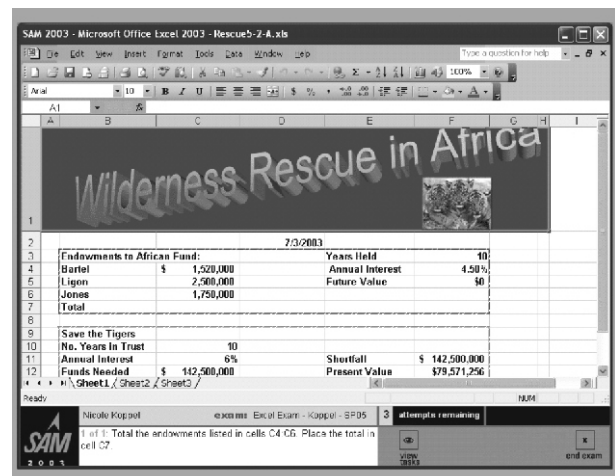 SAM 2003 - Microsoft Office Excel 2003 - Rescue5-2-A.xls
File Edit View Insert Format Tools Data Window Help Type a question for help
100%
Arial 10 B I U $ %
A1 fx
A B C D E F G H I
1 Wilderness Rescue in Africa
2 7/3/2003
3 Endowments to African Fund: Years Held 10
4 Bartel $ 1,520,000 Annual Interest 4.50%
5 Ligon 2,500,000 Future Value $0
6 Jones 1,750,000
7 Total
8
9 Save the Tigers
10 No. Years in Trust 10
11 Annual Interest 6% Shortfall $ 142,500,000
12 Funds Needed $ 142,500,000 Present Value $79,571,256
Sheet1 / Sheet2 / Sheet3 /
Ready NUM
Nicole Koppel exam: Excel Exam - Koppel - SP05 3 attempts remaining
1 of 1: Total the endowments listed in cells C4:C6. Place the total in
cell C7.
SAM
2003
view
tasks
end exam